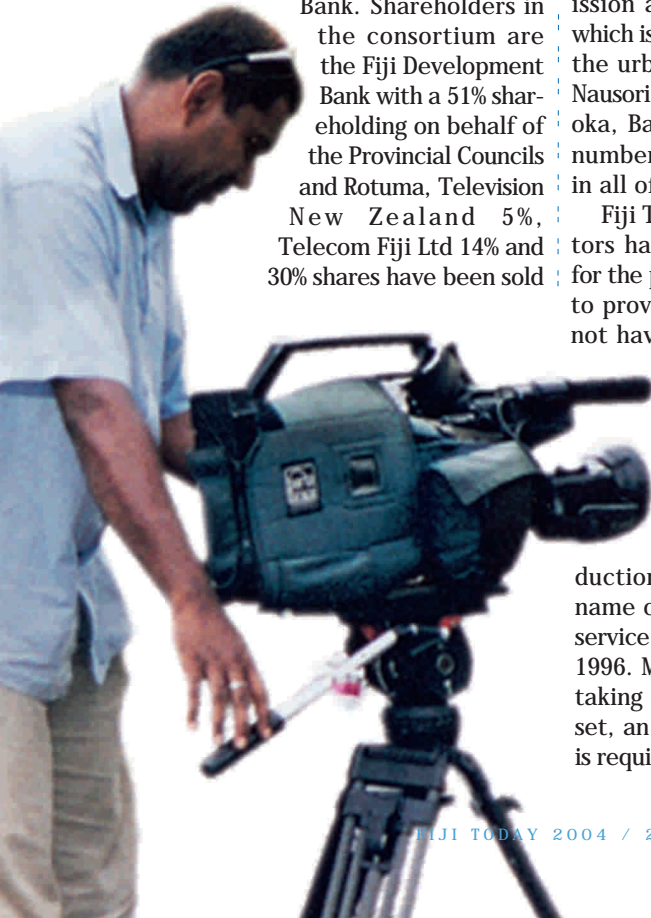 Bank. Shareholders in
the consortium are
the Fiji Development
Bank with a 51% shar-
eholding on behalf of
the Provincial Councils
and Rotuma, Television
New Zealand 5%,
Telecom Fiji Ltd 14% and
30% shares have been sold
ission a
which is
the urb
Nausori
oka, Ba
number
in all of
Fiji T
tors ha
for the p
to prov
not hav
duction
name o
service
1996. M
taking
set, an
is requi
FIJI TODAY 2004 / 2